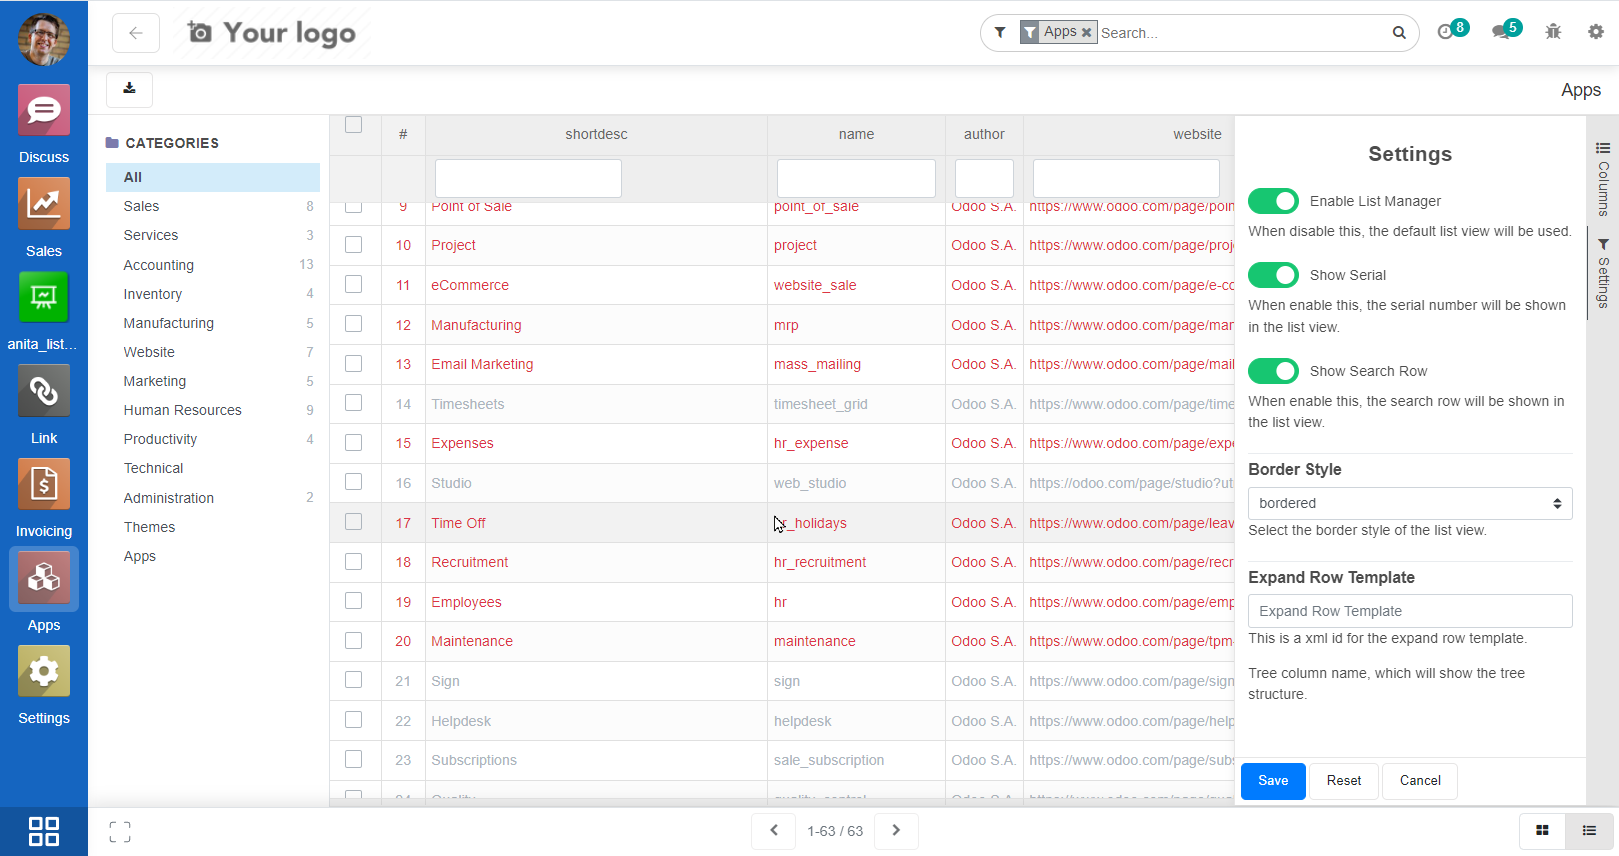 Your logo
Apps
Search...
8
5
Apps
Discuss
Sales
anita_list...
Link
Invoicing
Apps
Settings
CATEGORIES
All
Sales 8
Services 3
Accounting 13
Inventory 4
Manufacturing 5
Website 7
Marketing 5
Human Resources 9
Productivity 4
Technical
Administration 2
Themes
Apps
# shortdesc name author website
9 Point of Sale point_of_sale Odoo S.A. https://www.odoo.com/page/poin
10 Project project Odoo S.A. https://www.odoo.com/page/proj
11 eCommerce website_sale Odoo S.A. https://www.odoo.com/page/e-co
12 Manufacturing mrp Odoo S.A. https://www.odoo.com/page/mar
13 Email Marketing mass_mailing Odoo S.A. https://www.odoo.com/page/mail
14 Timesheets timesheet_grid Odoo S.A. https://www.odoo.com/page/time
15 Expenses hr_expense Odoo S.A. https://www.odoo.com/page/expe
16 Studio web_studio Odoo S.A. https://odoo.com/page/studio?ut
17 Time Off hr_holidays Odoo S.A. https://www.odoo.com/page/leav
18 Recruitment hr_recruitment Odoo S.A. https://www.odoo.com/page/recr
19 Employees hr Odoo S.A. https://www.odoo.com/page/emp
20 Maintenance maintenance Odoo S.A. https://www.odoo.com/page/tpm-
21 Sign sign Odoo S.A. https://www.odoo.com/page/sign
22 Helpdesk helpdesk Odoo S.A. https://www.odoo.com/page/help
23 Subscriptions sale_subscription Odoo S.A. https://www.odoo.com/page/subs
Settings
Enable List Manager
When disable this, the default list view will be used.
Show Serial
When enable this, the serial number will be shown
in the list view.
Show Search Row
When enable this, the search row will be shown in
the list view.
Border Style
bordered
Select the border style of the list view.
Expand Row Template
Expand Row Template
This is a xml id for the expand row template.
Tree column name, which will show the tree
structure.
Save Reset Cancel
Columns
Settings
1-63 / 63